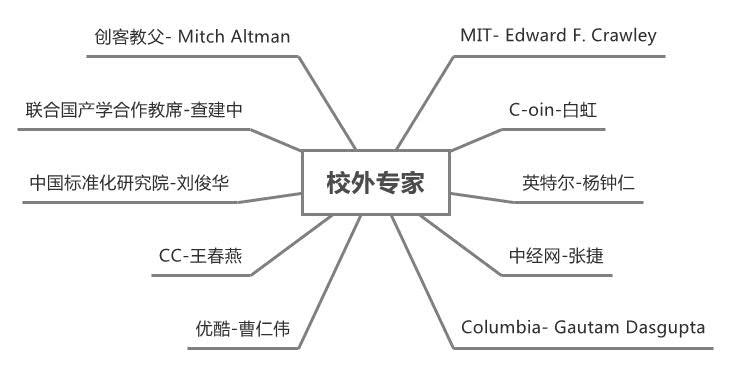 创客教父- Mitch Altman
MIT- Edward F. Crawley
联合国产学合作教席-查建中
C-oin-白虹
中国标准化研究院-刘俊华
校外专家
英特尔-杨钟仁
CC-王春燕
中经网-张捷
优酷-曹仁伟
Columbia- Gautam Dasgupta